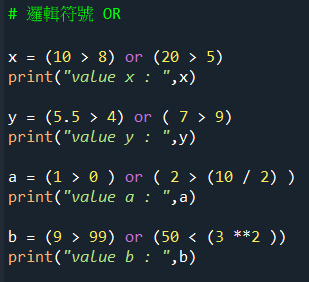 # 邏輯符號 OR
x = (10 > 8) or (20 > 5)
print("value x : ",x)
y = (5.5 > 4) or ( 7 > 9)
print("value y : ",y)
a = (1 > 0 ) or ( 2 > (10 / 2) )
print("value a : ",a)
b = (9 > 99) or (50 < (3 **2 ))
print("value b : ",b)